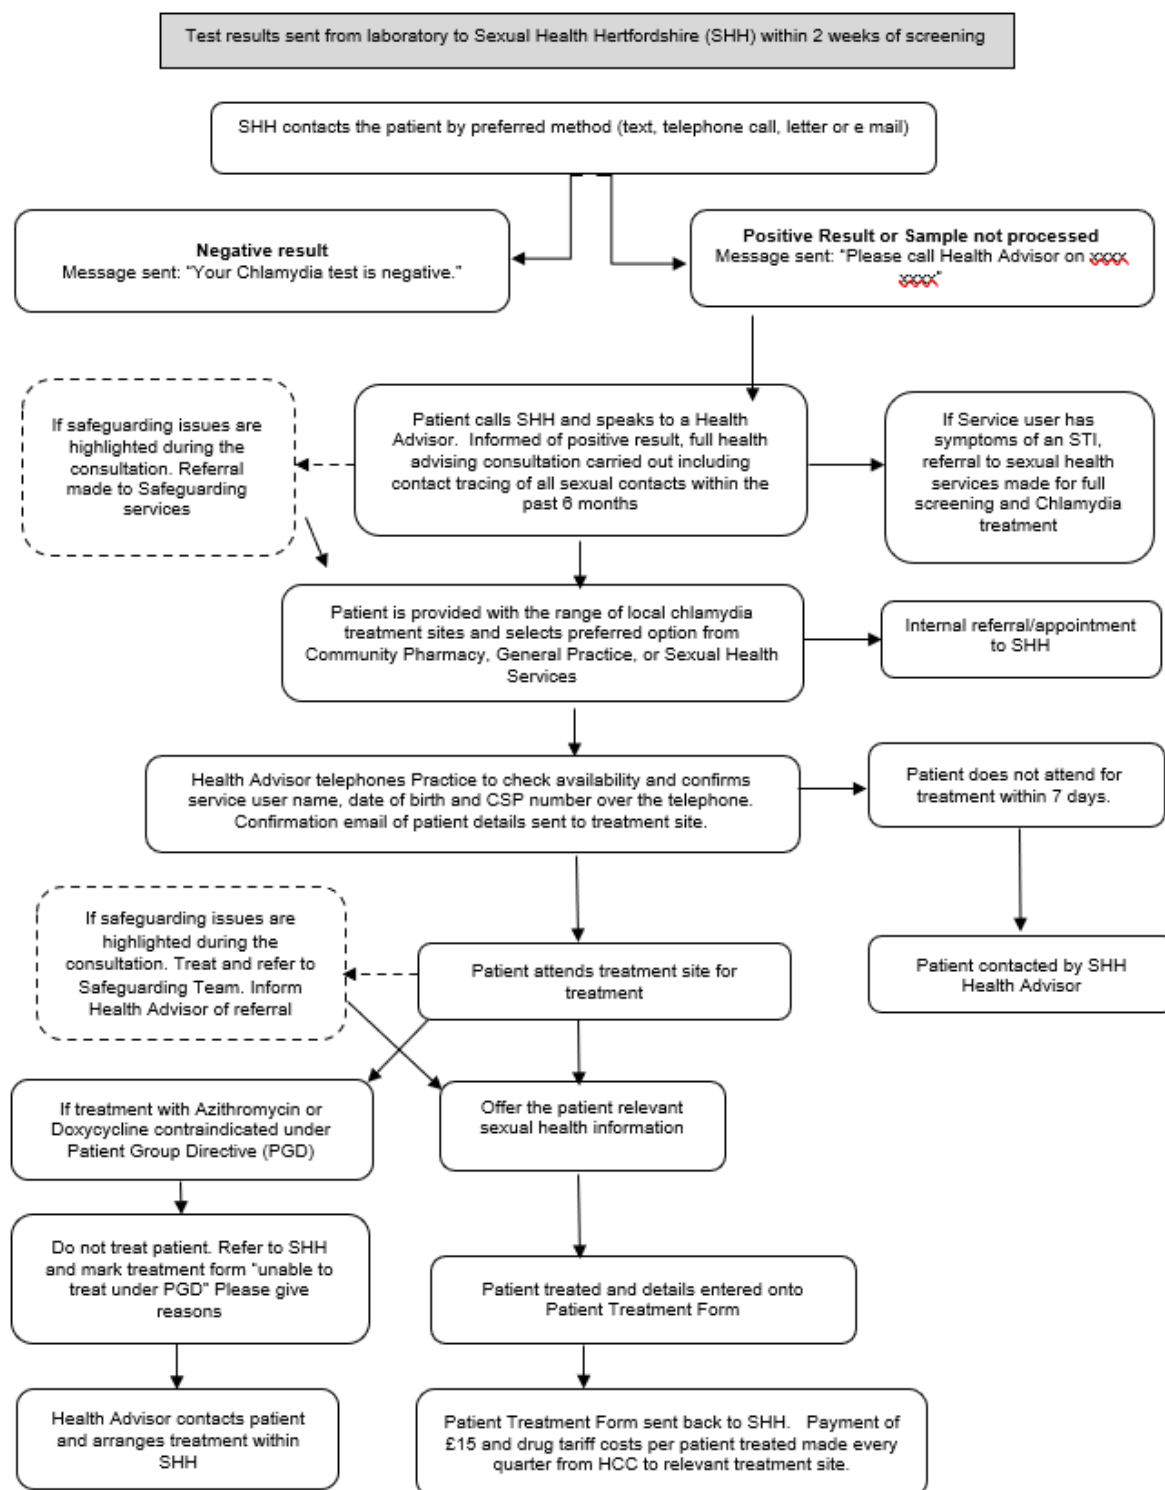 Test results sent from laboratory to Sexual Health Hertfordshire (SHH) within 2 weeks of screening
SHH contacts the patient by preferred method (text, telephone call, letter or e mail)
Negative result
Message sent: "Your Chlamydia test is negative."
Positive Result or Sample not processed
Message sent: "Please call Health Advisor on xxxx
xxxx"
If safeguarding issues are
highlighted during the
consultation. Referral
made to Safeguarding
services
Patient calls SHH and speaks to a Health
Advisor.  Informed of positive result, full health
advising consultation carried out including
contact tracing of all sexual contacts within the
past 6 months
If Service user has
symptoms of an STI,
referral to sexual health
services made for full
screening and Chlamydia
treatment
Patient is provided with the range of local chlamydia
treatment sites and selects preferred option from
Community Pharmacy, General Practice, or Sexual Health
Services
Internal referral/appointment
to SHH
Health Advisor telephones Practice to check availability and confirms
service user name, date of birth and CSP number over the telephone.
Confirmation email of patient details sent to treatment site.
Patient does not attend for
treatment within 7 days.
If safeguarding issues are
highlighted during the
consultation. Treat and refer to
Safeguarding Team. Inform
Health Advisor of referral
Patient attends treatment site for
treatment
Patient contacted by SHH
Health Advisor
If treatment with Azithromycin or
Doxycycline contraindicated under
Patient Group Directive (PGD)
Offer the patient relevant
sexual health information
Do not treat patient. Refer to SHH
and mark treatment form "unable to
treat under PGD" Please give
reasons
Patient treated and details entered onto
Patient Treatment Form
Health Advisor contacts patient
and arranges treatment within
SHH
Patient Treatment Form sent back to SHH.   Payment of
£15 and drug tariff costs per patient treated made every
quarter from HCC to relevant treatment site.